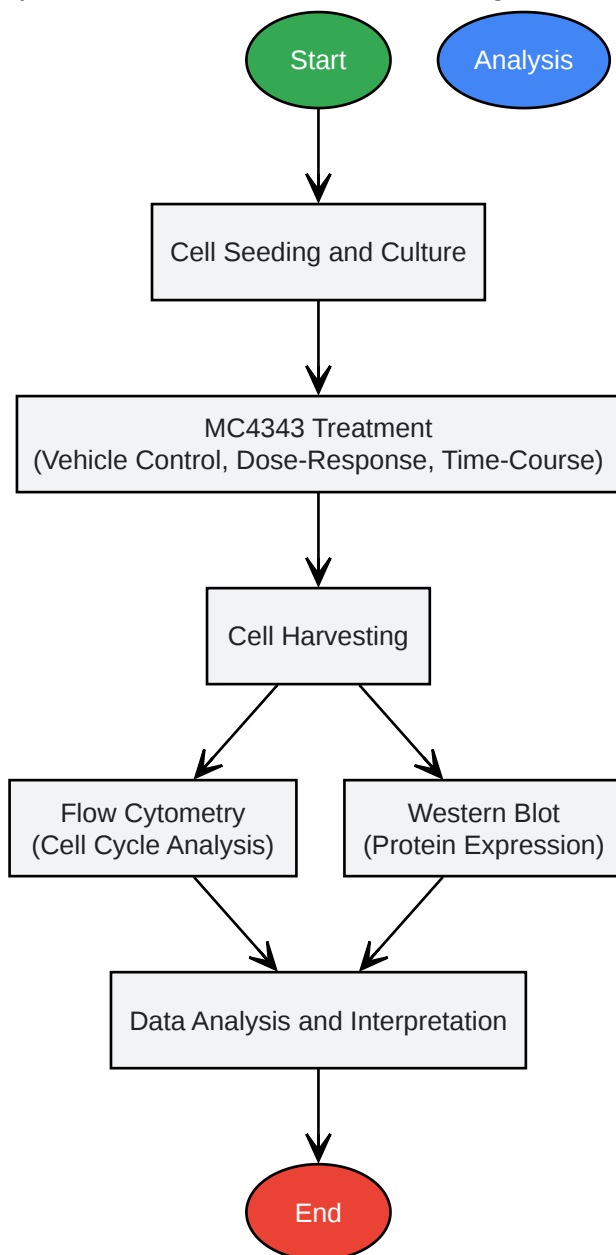 Start
Analysis
Cell Seeding and Culture
MC4343 Treatment
(Vehicle Control, Dose-Response, Time-Course)
Cell Harvesting
Flow Cytometry
(Cell Cycle Analysis)
Western Blot
(Protein Expression)
Data Analysis and Interpretation
End